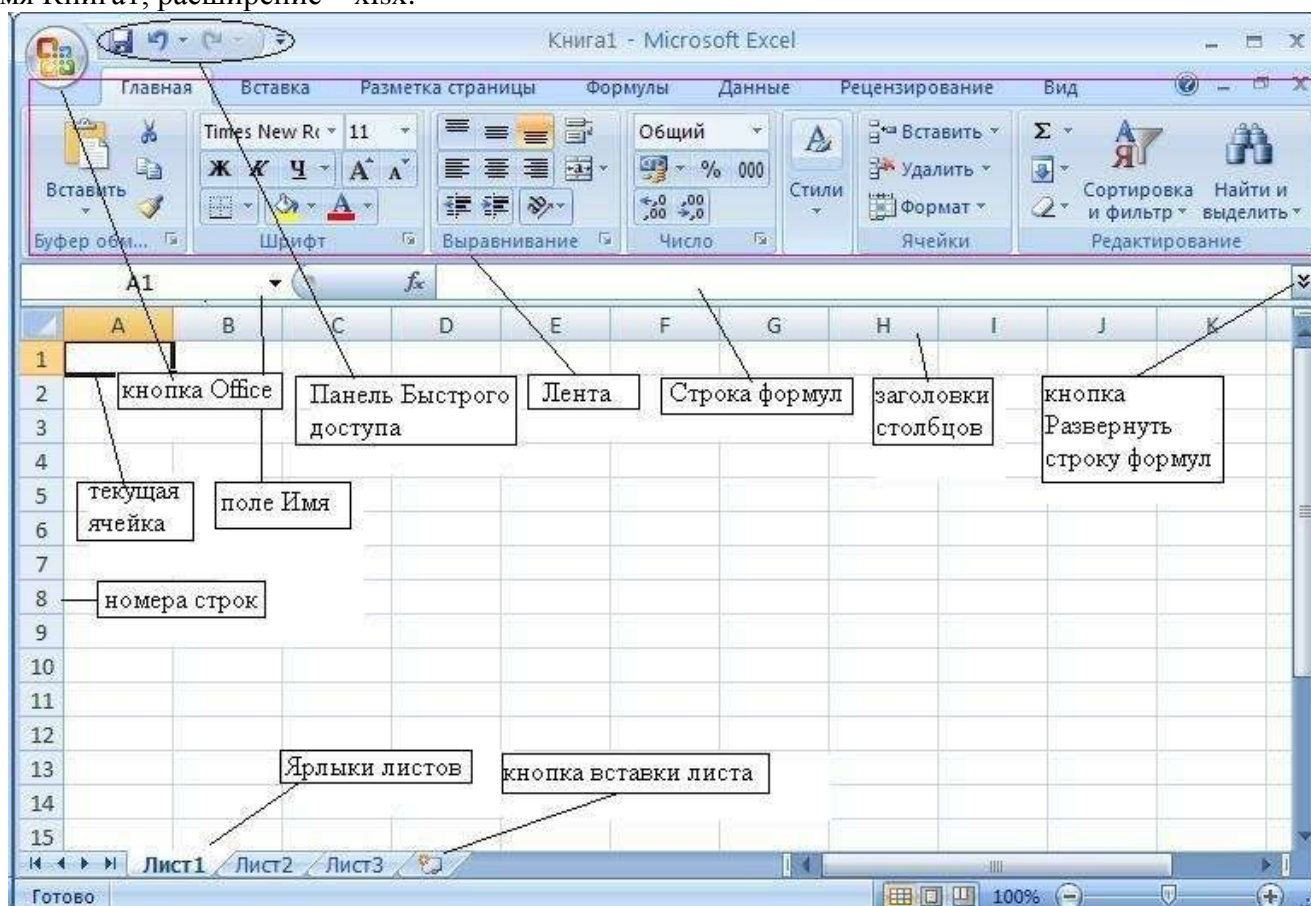 Книга1, расширение – xlsx.
Книга1 - Microsoft Excel
Главная Вставка Разметка страницы Формулы Данные Рецензирование Вид
Times New Ro 11 Общий Вставить Σ
Ж К Ч A A % 000 Удалить
Вставить A Стили Формат Сортировка и фильтр Найти и выделить
Буфер обм... Шрифт Выравнивание Число Ячейки Редактирование
A1 fx
A B C D E F G H I J K
1
2
3
4
5
6
7
8
9
10
11
12
13
14
15
кнопка Office
Панель Быстрого
доступа
Лента
Строка формул
заголовки
столбцов
кнопка
Развернуть
строку формул
текущая
ячейка
поле Имя
номера строк
Ярлыки листов
кнопка вставки листа
Лист1 Лист2 Лист3
Готово 100%